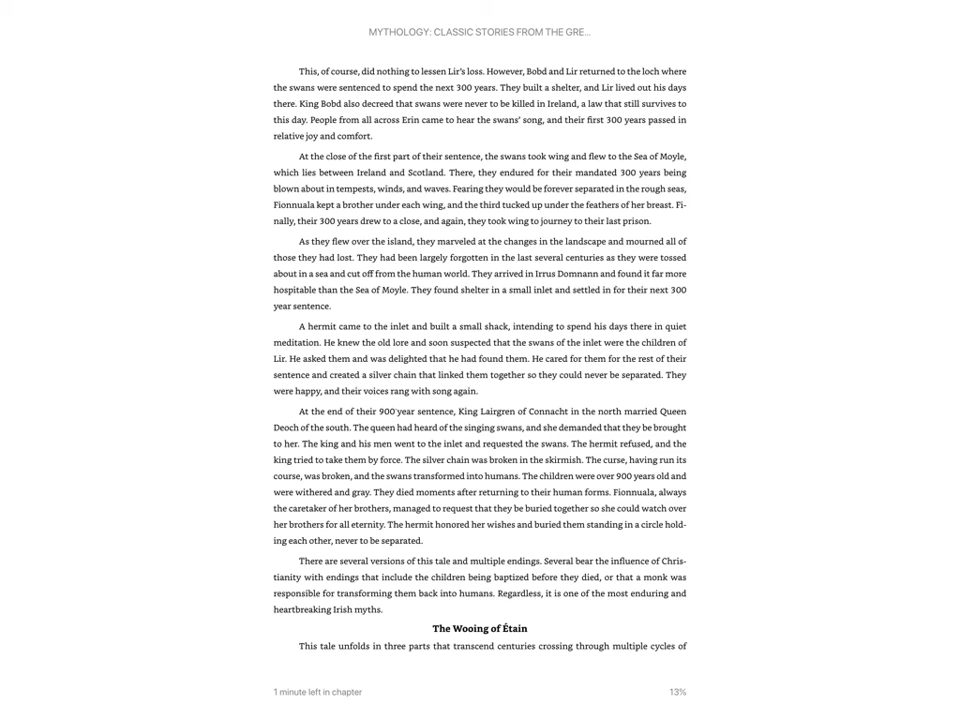 MYTHOLOGY: CLASSIC STORIES FROM THE GRE...
This, of course, did nothing to lessen Lir's loss. However, Bobd and Lir returned to the loch where
the swans were sentenced to spend the next 300 years. They built a shelter, and Lir lived out his days
there. King Bobd also decreed that swans were never to be killed in Ireland, a law that still survives to
this day. People from all across Erin came to hear the swans' song, and their first 300 years passed in
relative joy and comfort.
At the close of the first part of their sentence, the swans took wing and flew to the Sea of Moyle,
which lies between Ireland and Scotland. There, they endured for their mandated 300 years being
blown about in tempests, winds, and waves. Fearing they would be forever separated in the rough seas,
Fionnuala kept a brother under each wing, and the third tucked up under the feathers of her breast. Fi-
nally, their 300 years drew to a close, and again, they took wing to journey to their last prison.
As they flew over the island, they marveled at the changes in the landscape and mourned all of
those they had lost. They had been largely forgotten in the last several centuries as they were tossed
about in a sea and cut off from the human world. They arrived in Irrus Domnann and found it far more
hospitable than the Sea of Moyle. They found shelter in a small inlet and settled in for their next 300
year sentence.
A hermit came to the inlet and built a small shack, intending to spend his days there in quiet
meditation. He knew the old lore and soon suspected that the swans of the inlet were the children of
Lir. He asked them and was delighted that he had found them. He cared for them for the rest of their
sentence and created a silver chain that linked them together so they could never be separated. They
were happy, and their voices rang with song again.
At the end of their 900 year sentence, King Lairgren of Connacht in the north married Queen
Deoch of the south. The queen had heard of the singing swans, and she demanded that they be brought
to her. The king and his men went to the inlet and requested the swans. The hermit refused, and the
king tried to take them by force. The silver chain was broken in the skirmish. The curse, having run its
course, was broken, and the swans transformed into humans. The children were over 900 years old and
were withered and gray. They died moments after returning to their human forms. Fionnuala, always
the caretaker of her brothers, managed to request that they be buried together so she could watch over
her brothers for all eternity. The hermit honored her wishes and buried them standing in a circle hold-
ing each other, never to be separated.
There are several versions of this tale and multiple endings. Several bear the influence of Chris-
tianity with endings that include the children being baptized before they died, or that a monk was
responsible for transforming them back into humans. Regardless, it is one of the most enduring and
heartbreaking Irish myths.
The Wooing of Étaín
This tale unfolds in three parts that transcend centuries crossing through multiple cycles of
1 minute left in chapter
13%